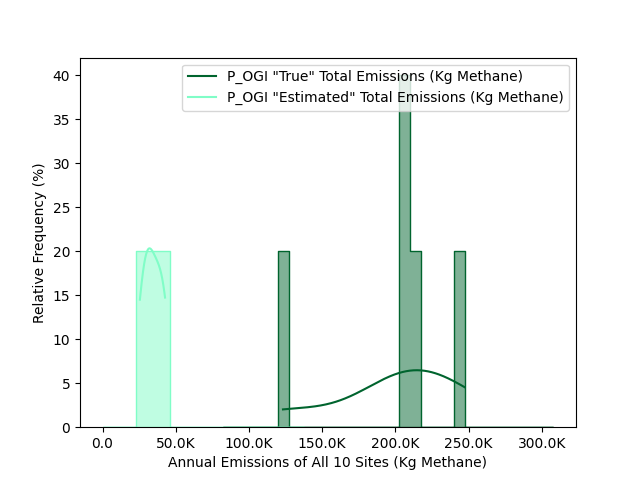 P_OGI "True" Total Emissions (Kg Methane)
P_OGI "Estimated" Total Emissions (Kg Methane)
40
35
30
25
20
15
10
5
0
Relative Frequency (%)
0.0 50.0K 100.0K 150.0K 200.0K 250.0K 300.0K
Annual Emissions of All 10 Sites (Kg Methane)